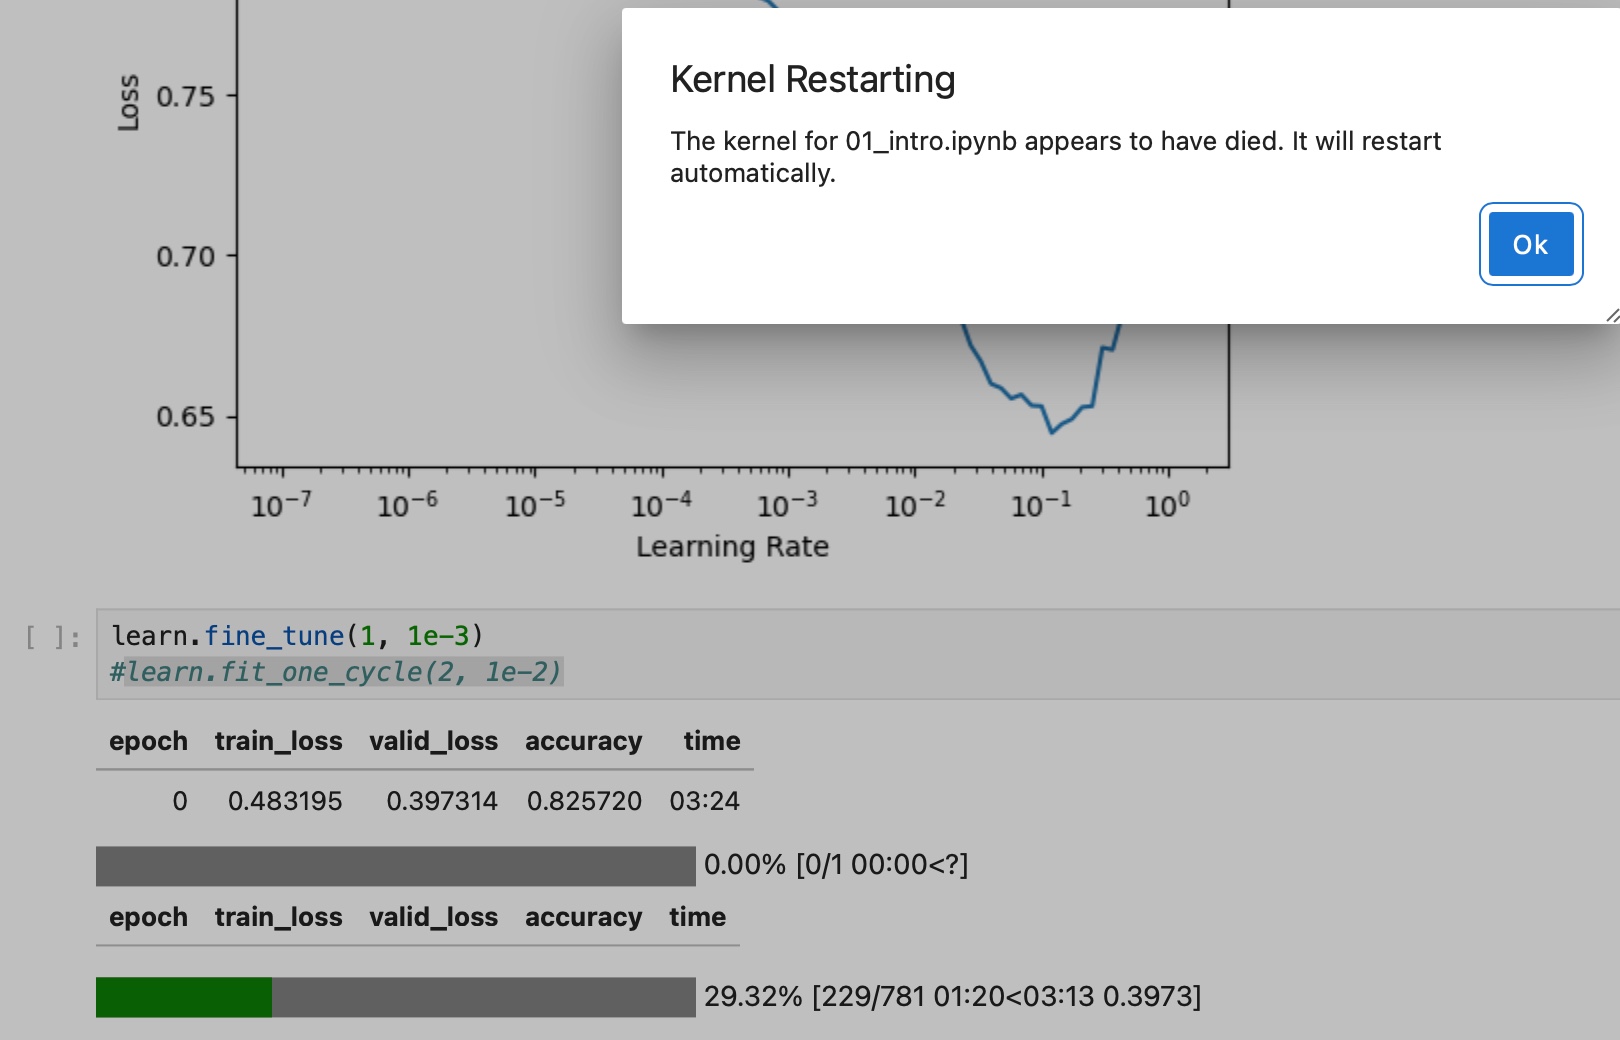 Loss
0.75
0.70
0.65
10⁻⁷ 10⁻⁶ 10⁻⁵ 10⁻⁴ 10⁻³ 10⁻² 10⁻¹ 10⁰
Learning Rate
Kernel Restarting
The kernel for 01_intro.ipynb appears to have died. It will restart
automatically.
Ok
[ ]: learn.fine_tune(1, 1e-3)
#learn.fit_one_cycle(2, 1e-2)
epoch train_loss valid_loss accuracy time
0 0.483195 0.397314 0.825720 03:24
0.00% [0/1 00:00<?]
epoch train_loss valid_loss accuracy time
29.32% [229/781 01:20<03:13 0.3973]